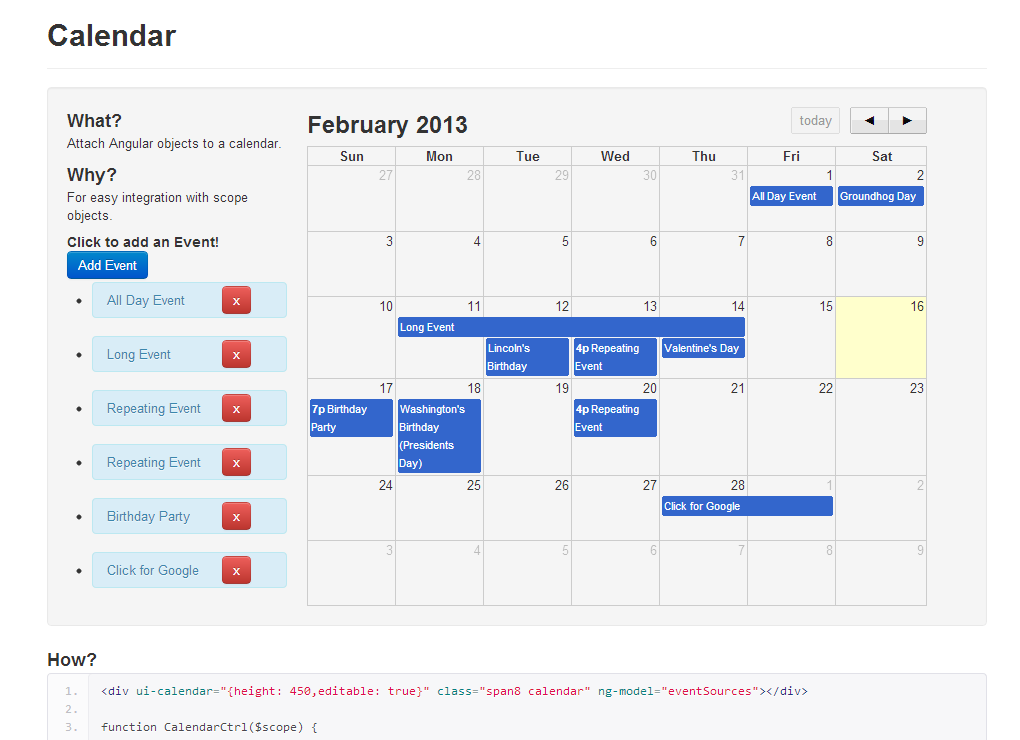 Calendar
What?
Attach Angular objects to a calendar.
Why?
For easy integration with scope
objects.
Click to add an Event!
Add Event
All Day Event x
Long Event x
Repeating Event x
Repeating Event x
Birthday Party x
Click for Google x
February 2013
today ◄ ►
Sun Mon Tue Wed Thu Fri Sat
27 28 29 30 31 1 2
All Day Event Groundhog Day
3 4 5 6 7 8 9
10 11 12 13 14 15 16
Long Event
Lincoln's 4p Repeating Valentine's Day
Birthday Event
17 18 19 20 21 22 23
7p Birthday Washington's 4p Repeating
Party Birthday Event
(Presidents
Day)
24 25 26 27 28 1 2
Click for Google
3 4 5 6 7 8 9
How?
1. <div ui-calendar="{height: 450,editable: true}" class="span8 calendar" ng-model="eventSources"></div>
2.
3. function CalendarCtrl($scope) {